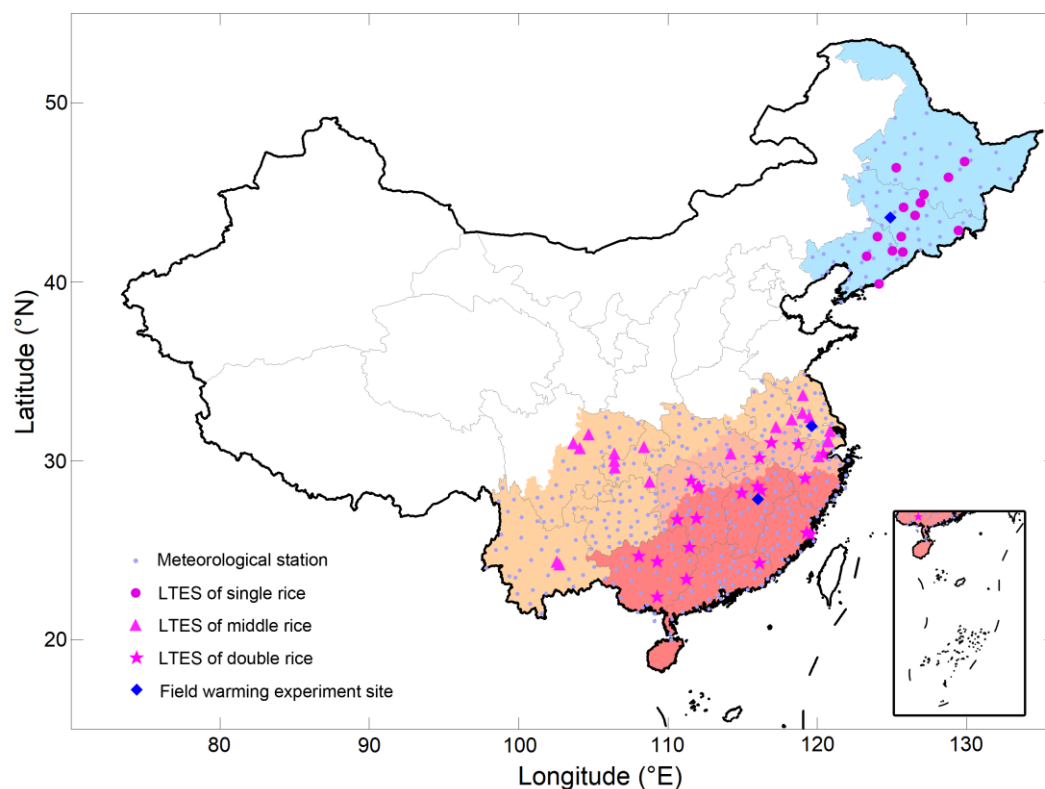 50
40
30
20
Latitude (°N)
Meteorological station
LTES of single rice
LTES of middle rice
LTES of double rice
Field warming experiment site
80
90
100
110
120
130
Longitude (°E)